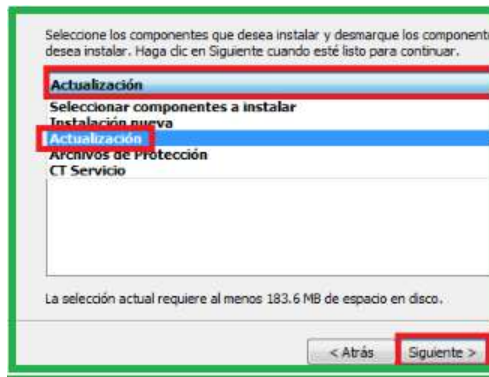 Seleccione los componentes que desea instalar y desmarque los component
desea instalar. Haga clic en Siguiente cuando esté listo para continuar.
Actualización
Seleccionar componentes a instalar
Instalación nueva
Actualización
Archivos de Protección
CT Servicio
La selección actual requiere al menos 183.6 MB de espacio en disco.
< Atrás
Siguiente >